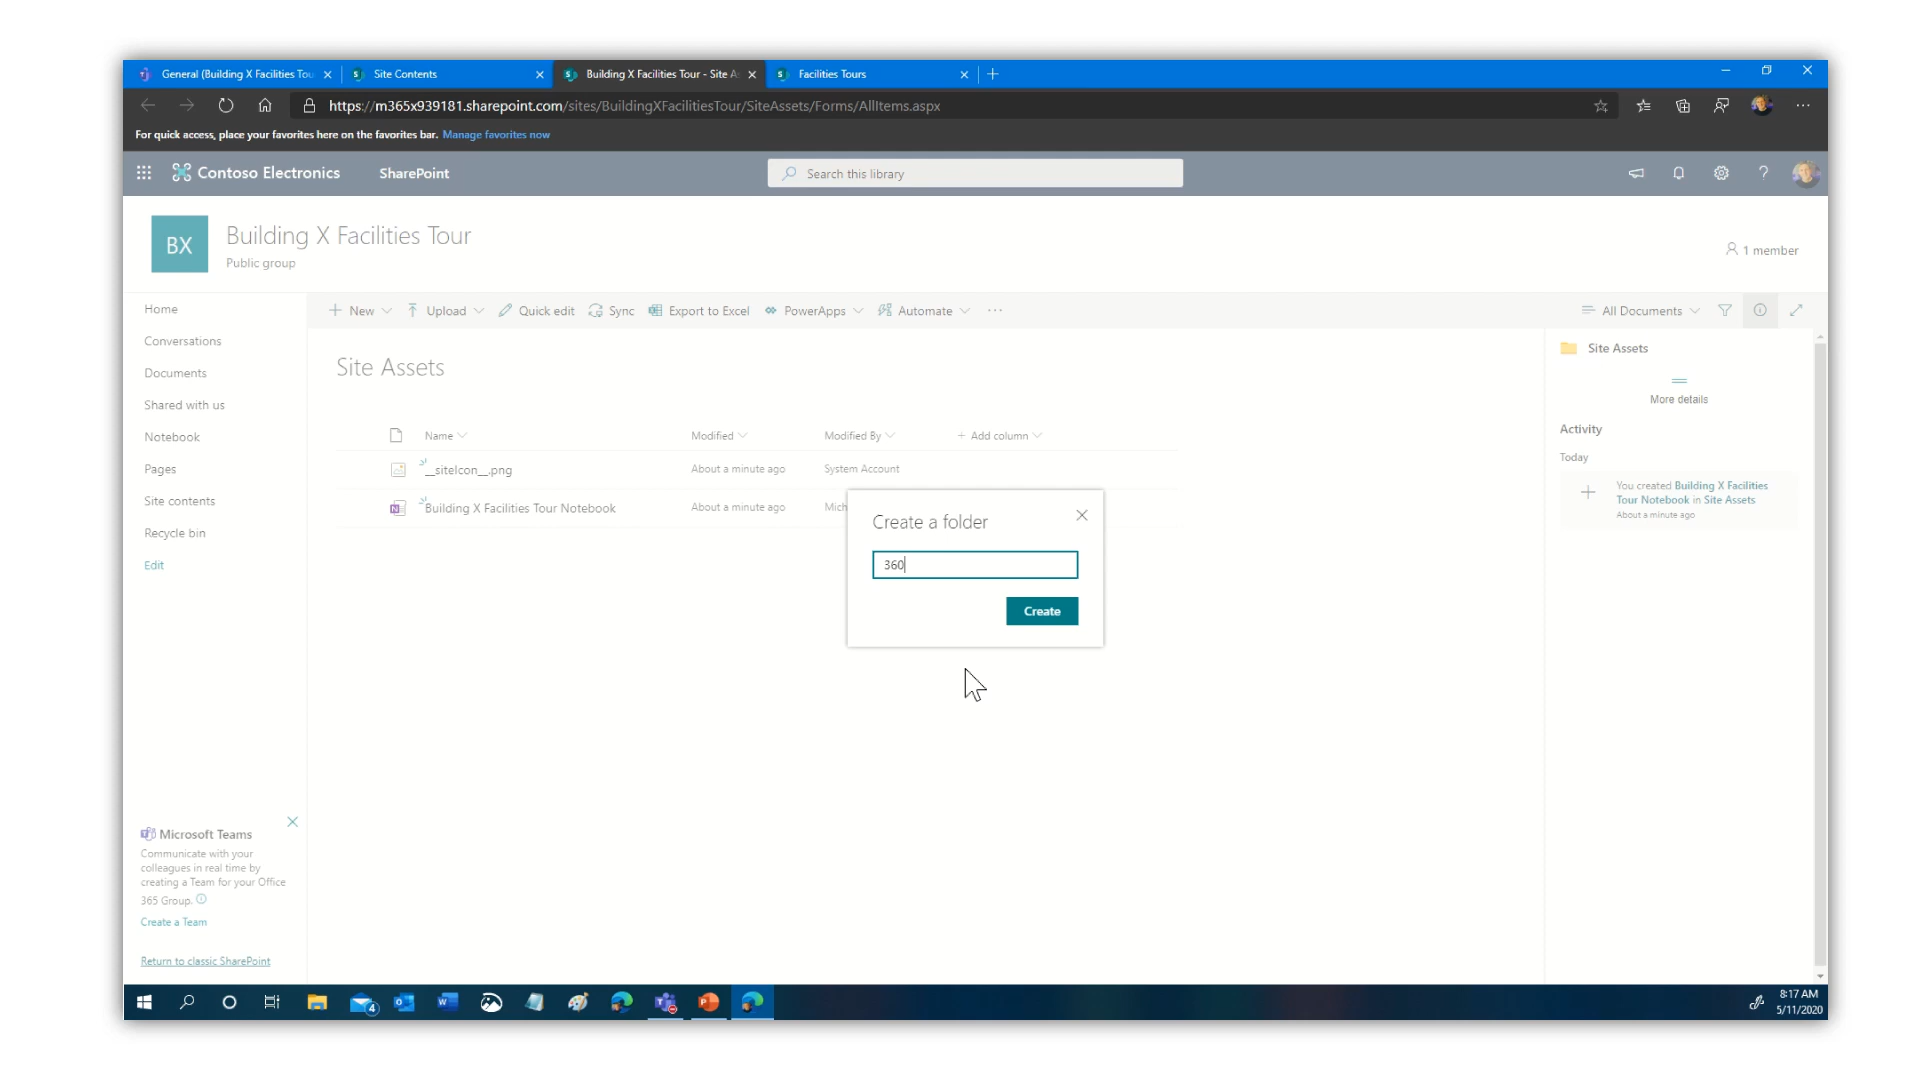 General (Building X Facilities Tou
Site Contents
Building X Facilities Tour - Site A
Facilities Tours
https://m365x939181.sharepoint.com/sites/BuildingXFacilitiesTour/SiteAssets/Forms/AllItems.aspx
For quick access, place your favorites here on the favorites bar. Manage favorites now
Contoso Electronics
SharePoint
Search this library
?
BX
Building X Facilities Tour
Public group
1 member
Home
Conversations
Documents
Shared with us
Notebook
Pages
Site contents
Recycle bin
Edit
New
Upload
Quick edit
Sync
Export to Excel
PowerApps
Automate
All Documents
Site Assets
Name
Modified
Modified By
Add column
__siteIcon__.png
About a minute ago
System Account
Building X Facilities Tour Notebook
About a minute ago
Mich
Create a folder
360
Create
Site Assets
More details
Activity
Today
You created Building X Facilities
Tour Notebook in Site Assets
About a minute ago
Microsoft Teams
Communicate with your
colleagues in real time by
creating a Team for your Office
365 Group.
Create a Team
Return to classic SharePoint
4
8:17 AM
5/11/2020